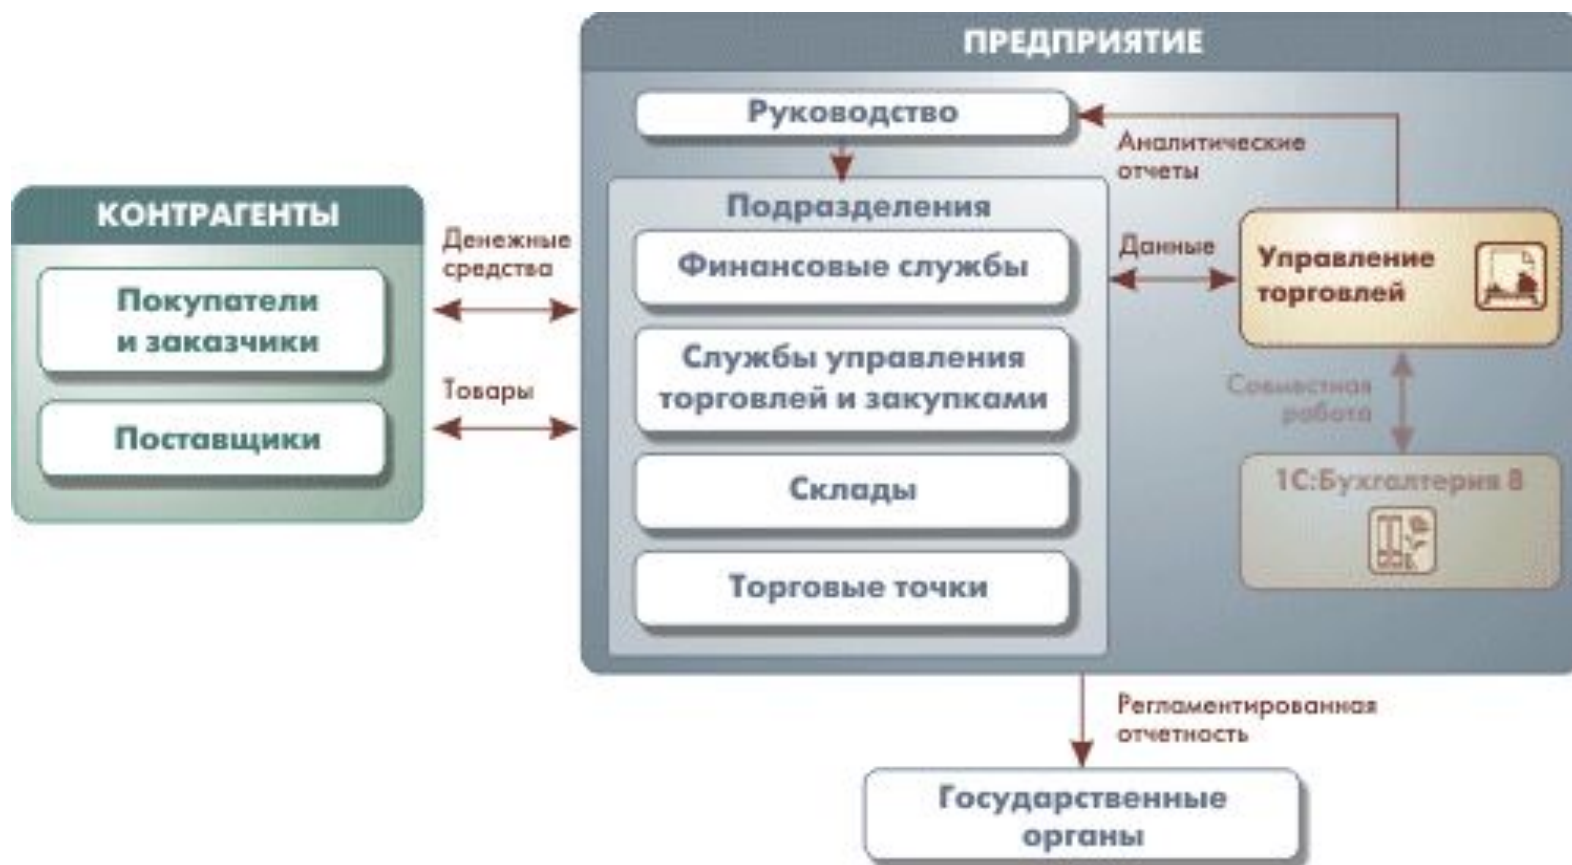 ПРЕДПРИЯТИЕ
Руководство
Аналитические
отчеты
Подразделения
КОНТРАГЕНТЫ
Покупатели
и заказчики
Поставщики
Денежные
средства
Товары
Финансовые службы
Службы управления
торговлей и закупками
Склады
Торговые точки
Данные
Управление
торговлей
Совместная
работа
1С:Бухгалтерия 8
Регламентированная
отчетность
Государственные
органы